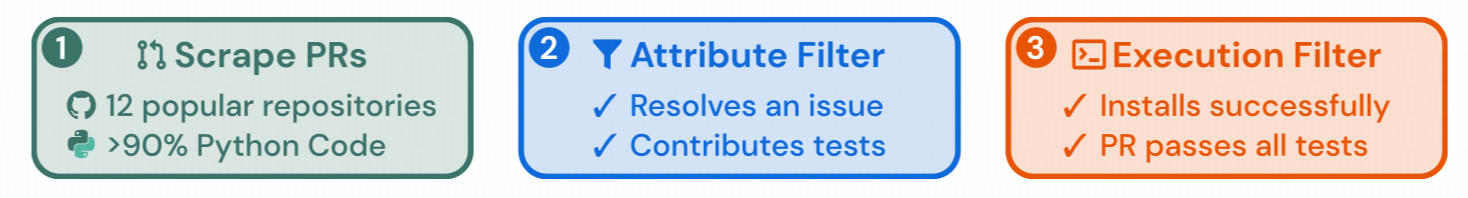 1 Scrape PRs
12 popular repositories
>90% Python Code
2 Attribute Filter
✓ Resolves an issue
✓ Contributes tests
3 Execution Filter
✓ Installs successfully
✓ PR passes all tests